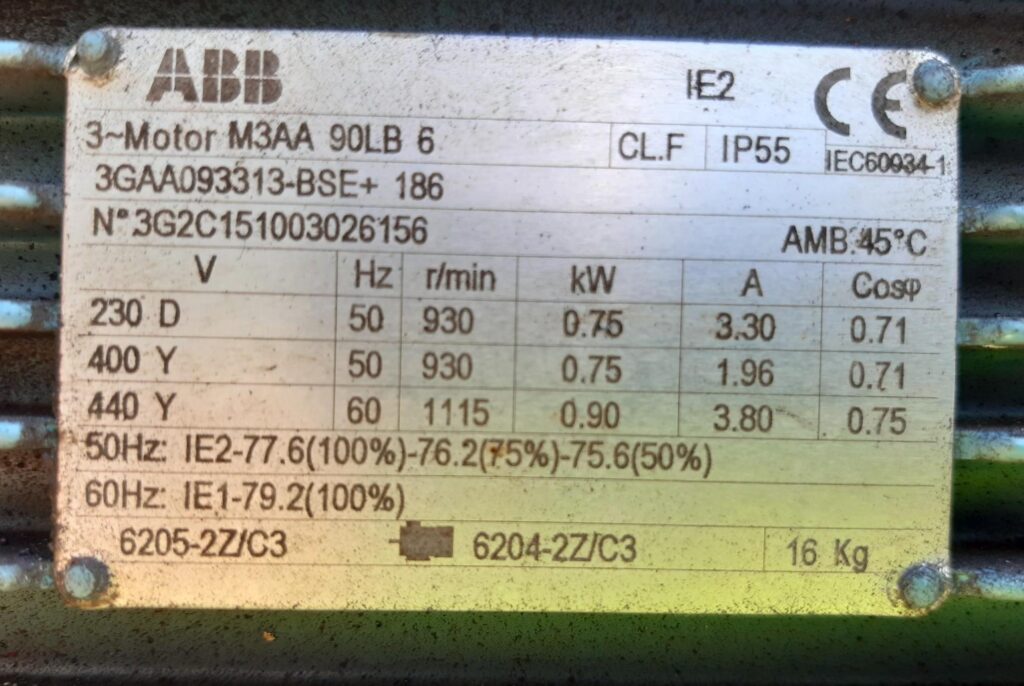 ABB IE2 CE
3~Motor M3AA 90LB 6 CL.F IP55 IEC60034-1
3GAA093313-BSE+ 186
N° 3G2C151003026156 AMB.45°C
V Hz r/min kW A Cosφ
230 D 50 930 0.75 3.30 0.71
400 Y 50 930 0.75 1.96 0.71
440 Y 60 1115 0.90 3.80 0.75
50Hz: IE2-77.6(100%)-76.2(75%)-75.6(50%)
60Hz: IE1-79.2(100%)
6205-2Z/C3 6204-2Z/C3 16 Kg